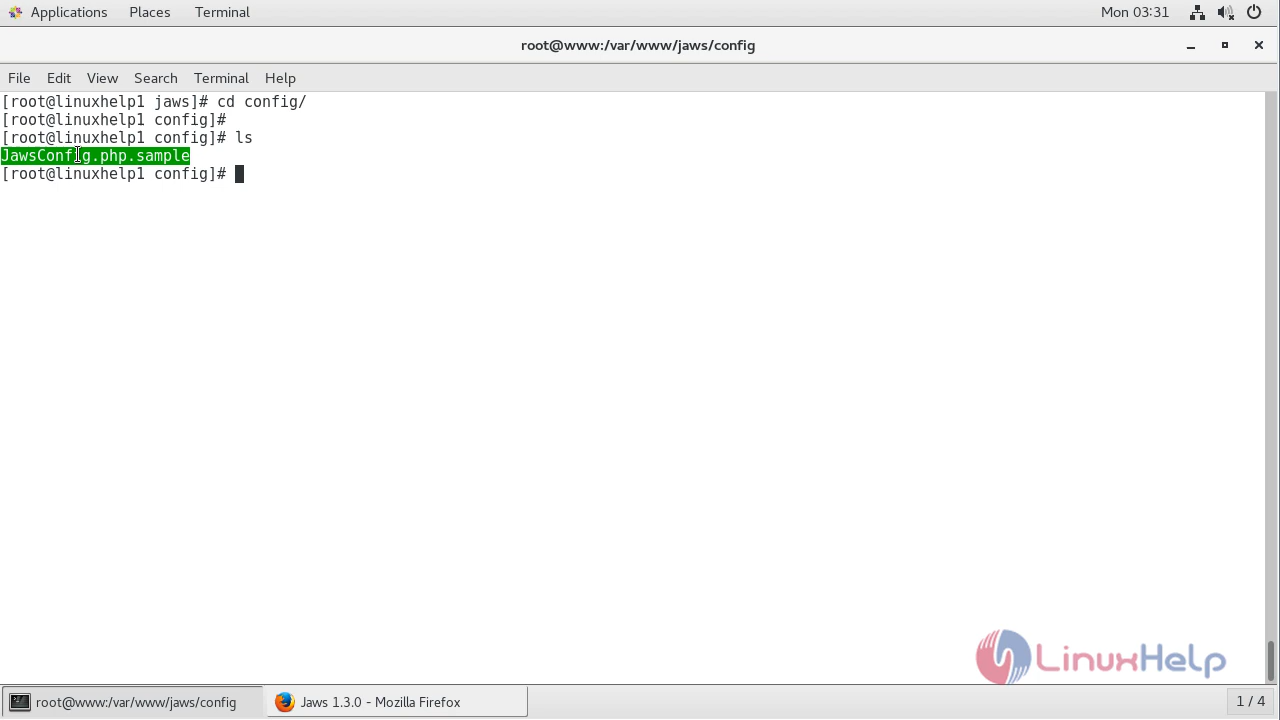 Applications Places Terminal Mon 03:31
root@www:/var/www/jaws/config
File Edit View Search Terminal Help
[root@linuxhelp1 jaws]# cd config/
[root@linuxhelp1 config]#
[root@linuxhelp1 config]# ls
JawsConfig.php.sample
[root@linuxhelp1 config]#
LinuxHelp
root@www:/var/www/jaws/config Jaws 1.3.0 - Mozilla Firefox 1 / 4